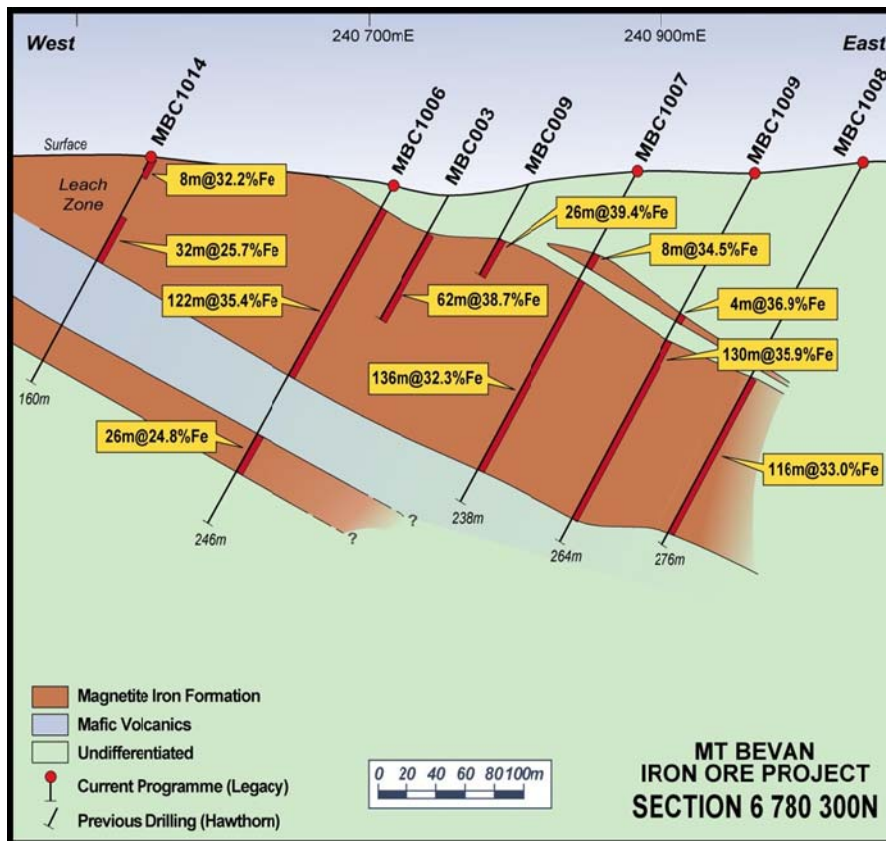 West
240 700mE
240 900mE
East
MBC1014
MBC1006
MBC003
MBC009
MBC1007
MBC1009
MBC1008
Surface
Leach
Zone
8m@32.2%Fe
26m@39.4%Fe
32m@25.7%Fe
8m@34.5%Fe
122m@35.4%Fe
62m@38.7%Fe
4m@36.9%Fe
130m@35.9%Fe
136m@32.3%Fe
160m
26m@24.8%Fe
116m@33.0%Fe
238m
246m
?
?
264m
276m
Magnetite Iron Formation
Mafic Volcanics
Undifferentiated
Current Programme (Legacy)
Previous Drilling (Hawthorn)
0 20 40 60 80 100m
MT BEVAN
IRON ORE PROJECT
SECTION 6 780 300N